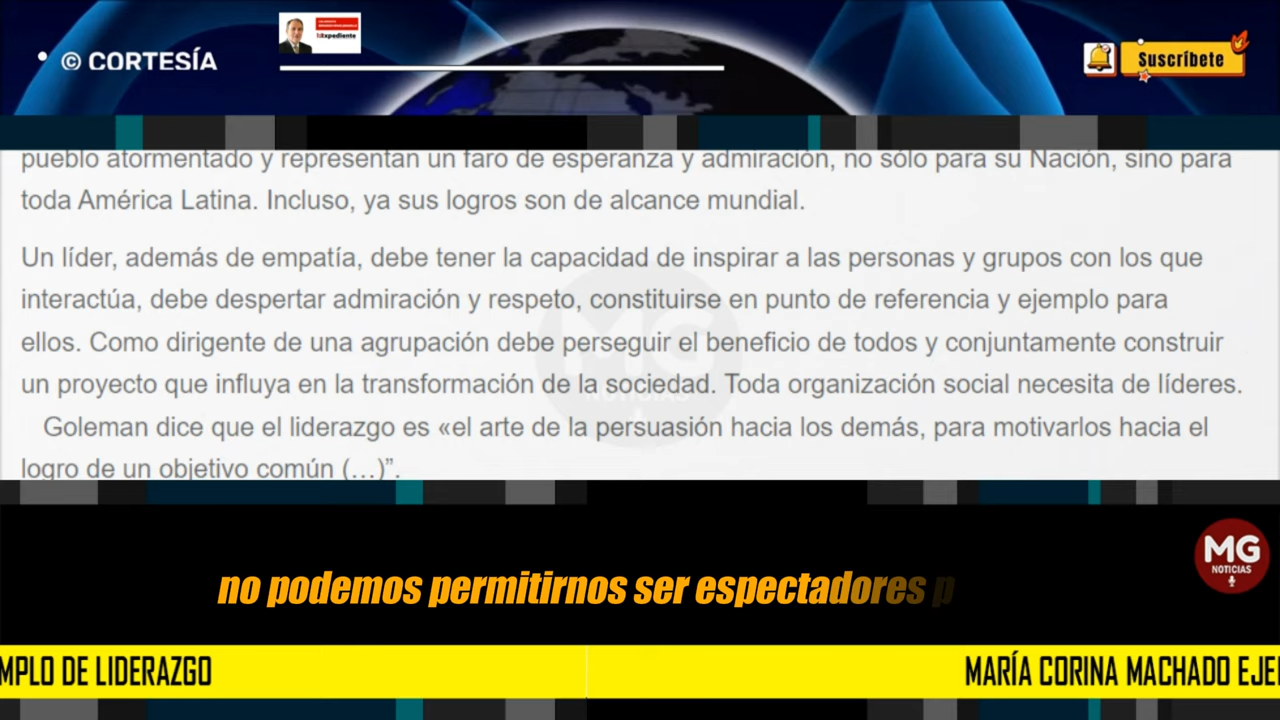 © CORTESÍA
Expediente
Suscríbete
pueblo atormentado y representan un faro de esperanza y admiración, no sólo para su Nación, sino para
toda América Latina. Incluso, ya sus logros son de alcance mundial.
Un líder, además de empatía, debe tener la capacidad de inspirar a las personas y grupos con los que
interactúa, debe despertar admiración y respeto, constituirse en punto de referencia y ejemplo para
ellos. Como dirigente de una agrupación debe perseguir el beneficio de todos y conjuntamente construir
un proyecto que influya en la transformación de la sociedad. Toda organización social necesita de líderes.
Goleman dice que el liderazgo es «el arte de la persuasión hacia los demás, para motivarlos hacia el
logro de un objetivo común (…)”.
MG
NOTICIAS
no podemos permitirnos ser espectadores p
MG
NOTICIAS
MPLO DE LIDERAZGO
MARÍA CORINA MACHADO EJE